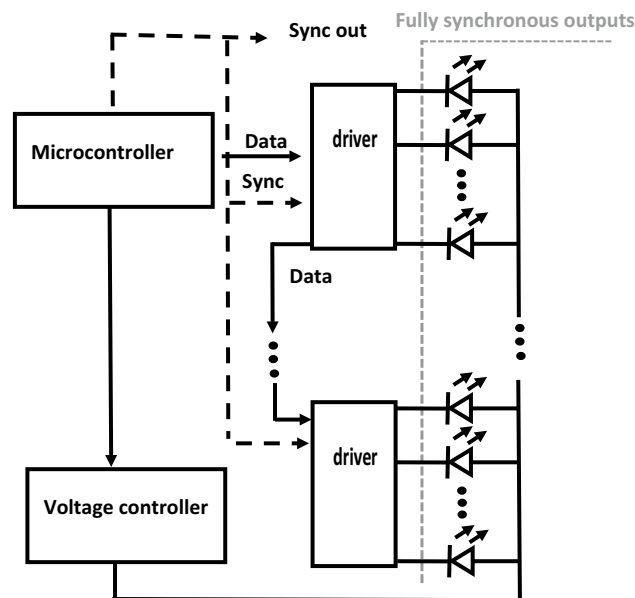 Fully synchronous outputs
Sync out
Microcontroller
Data
driver
Sync
Data
driver
Voltage controller